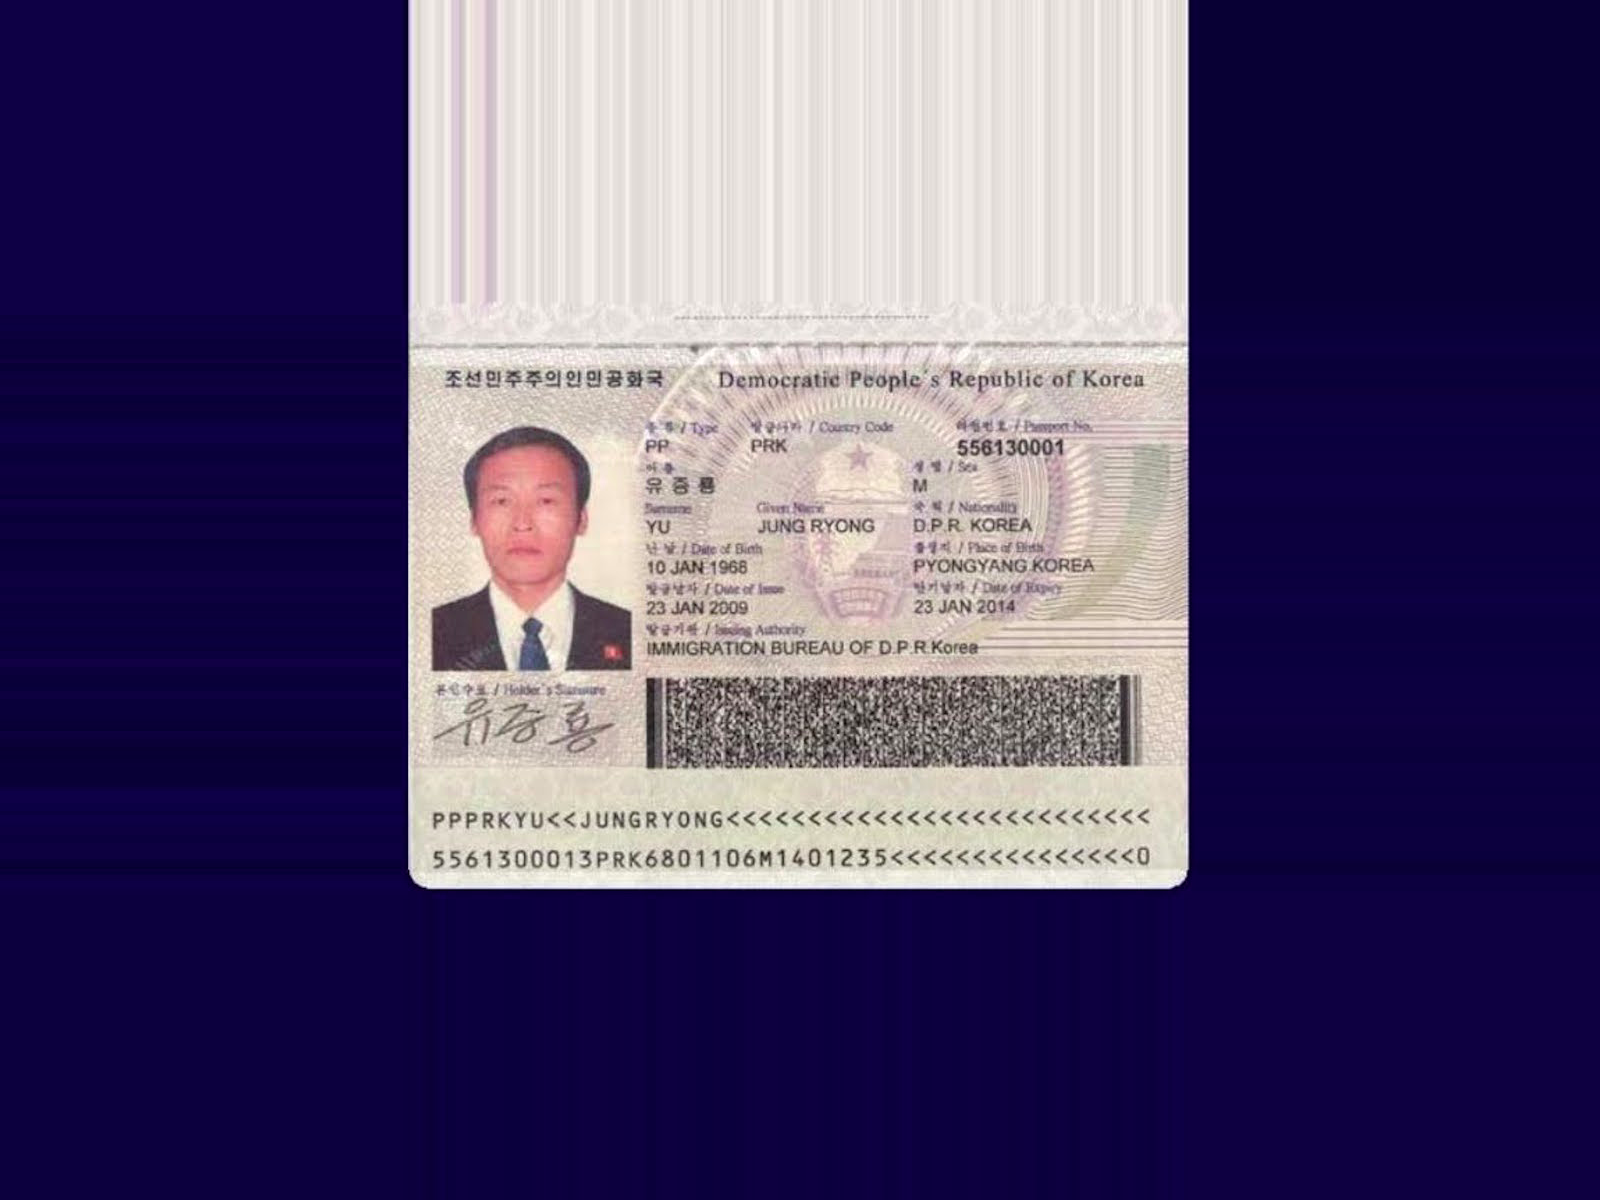 조선민주주의인민공화국 Democratic People's Republic of Korea
종 류 / Type 발급나라 / Country Code 려권번호 / Passport No.
PP PRK 556130001
이 름 성 별 / Sex
유 증 룡 M
Surname Given Name 국 적 / Nationality
YU JUNG RYONG D.P.R. KOREA
난 날 / Date of Birth 출생지 / Place of Birth
10 JAN 1968 PYONGYANG KOREA
발급날자 / Date of Issue 만기날자 / Date of Expiry
23 JAN 2009 23 JAN 2014
발급기관 / Issuing Authority
IMMIGRATION BUREAU OF D.P.R.Korea
본인수표 / Holder's Signature
유증룡
PPPRKYU<<JUNGRYONG<<<<<<<<<<<<<<<<<<<<<<<<<<
5561300013PRK6801106M1401235<<<<<<<<<<<<<<<0